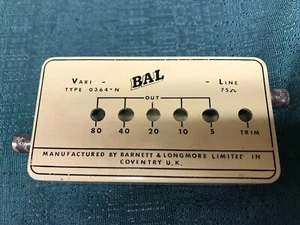 VARI - BAL - LINE
TYPE 0364-N 75Ω
OUT
80 40 20 10 5 TRIM
MANUFACTURED BY BARNETT & LONGMORE LIMITED IN
COVENTRY U.K.